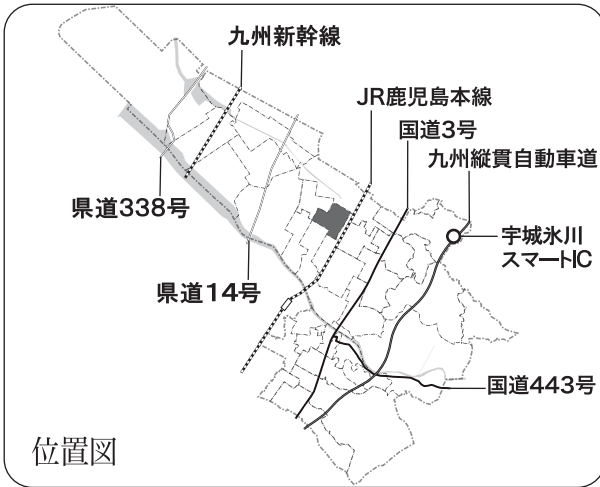 九州新幹線
JR鹿児島本線
国道3号
九州縦貫自動車道
県道338号
宇城氷川
スマートIC
県道14号
国道443号
位置図